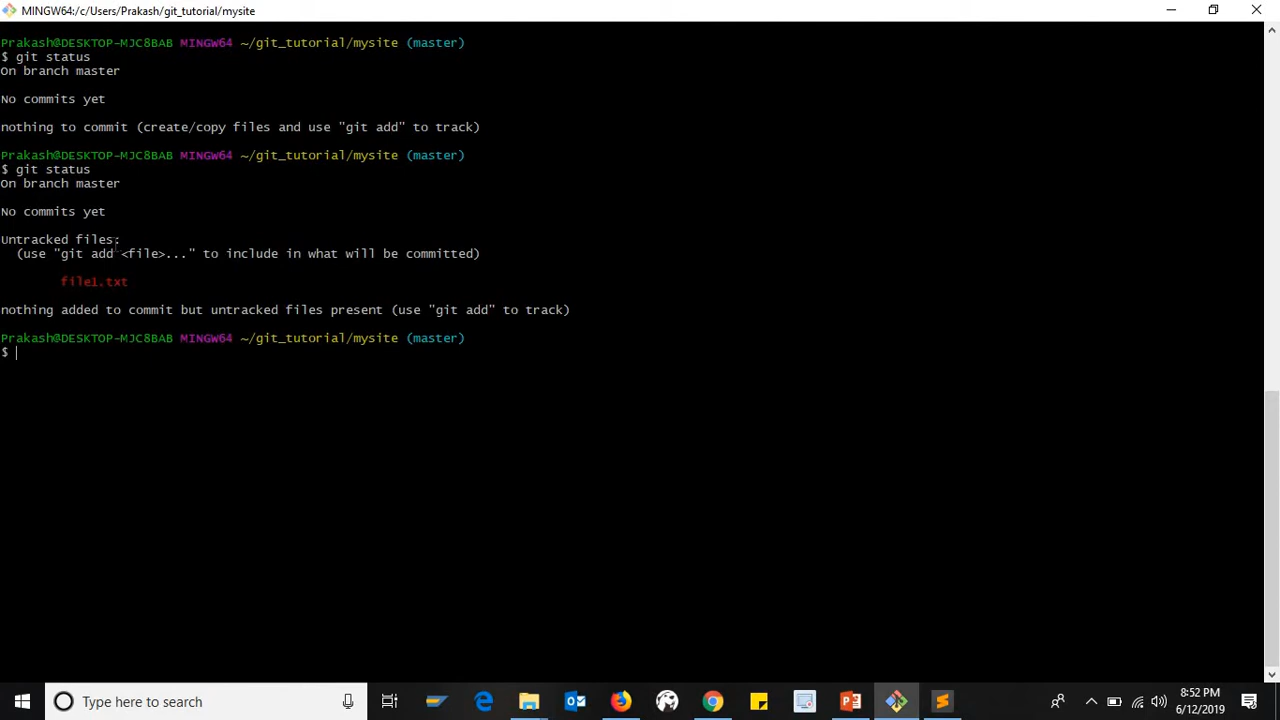 MINGW64:/c/Users/Prakash/git_tutorial/mysite
Prakash@DESKTOP-MJC8BAB MINGW64 ~/git_tutorial/mysite (master)
$ git status
On branch master
No commits yet
nothing to commit (create/copy files and use "git add" to track)
Prakash@DESKTOP-MJC8BAB MINGW64 ~/git_tutorial/mysite (master)
$ git status
On branch master
No commits yet
Untracked files:
(use "git add <file>..." to include in what will be committed)
file1.txt
nothing added to commit but untracked files present (use "git add" to track)
Prakash@DESKTOP-MJC8BAB MINGW64 ~/git_tutorial/mysite (master)
$
Type here to search
8:52 PM
6/12/2019